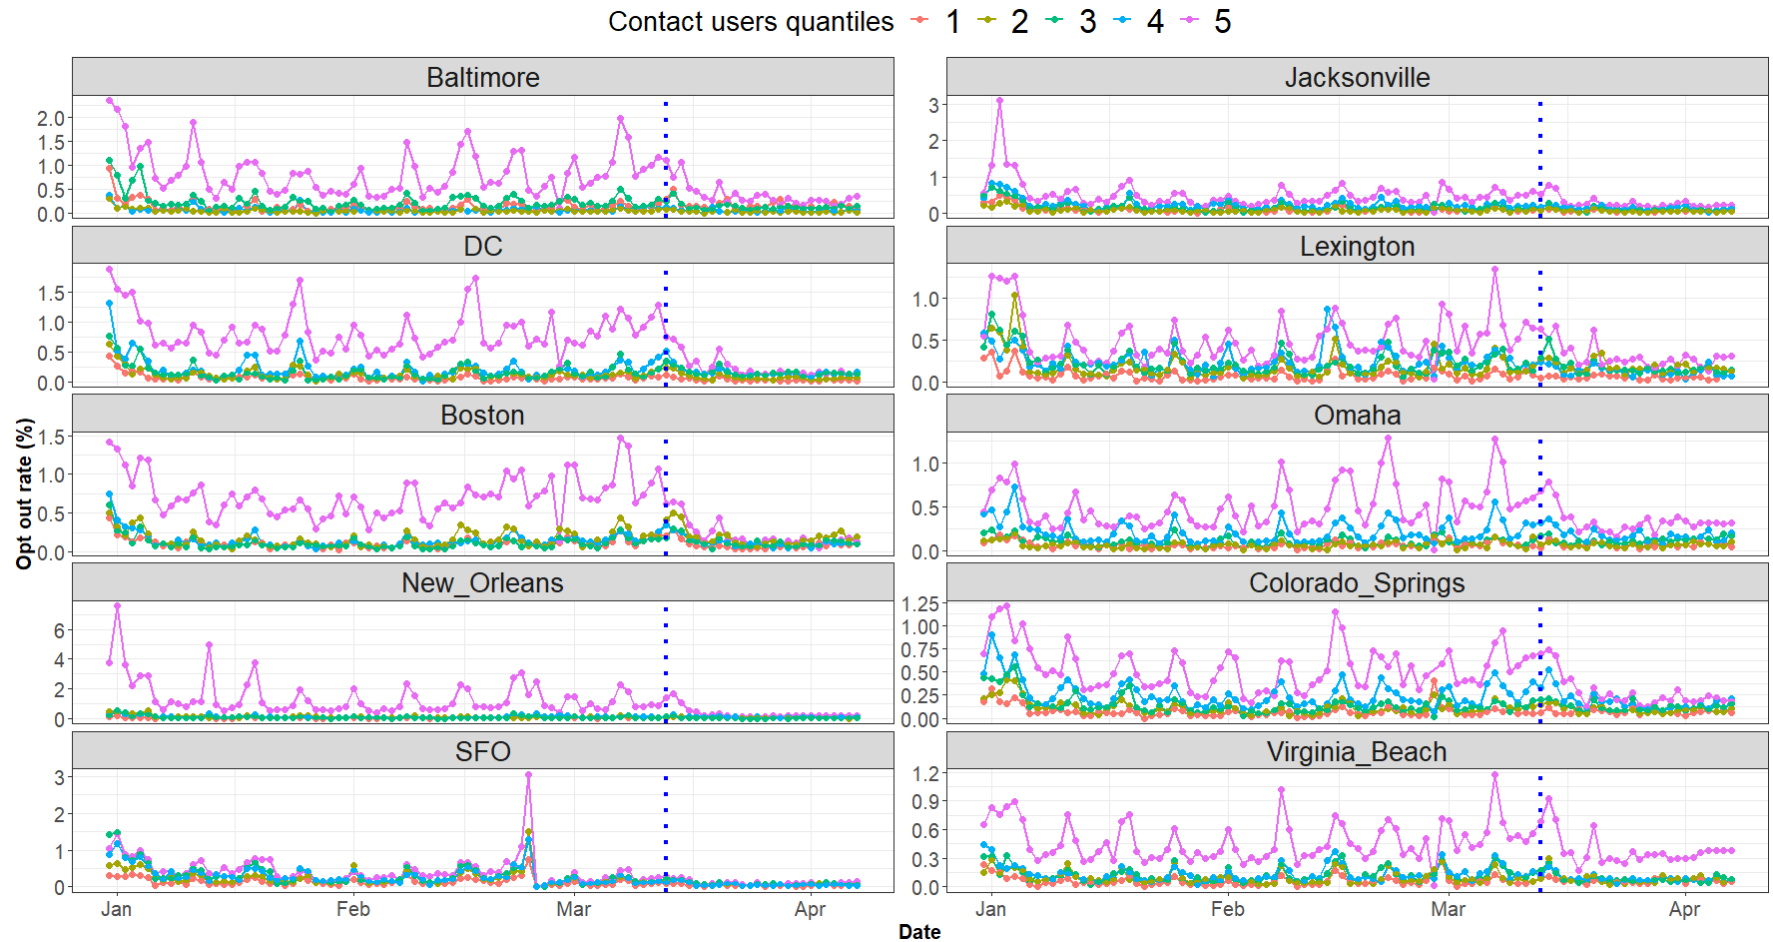 Contact users quantiles 1 2 3 4 5
Baltimore
2.0
1.5
1.0
0.5
0.0
Jacksonville
3
2
1
0
DC
1.5
1.0
0.5
0.0
Lexington
1.0
0.5
0.0
Boston
1.5
1.0
0.5
0.0
Omaha
1.0
0.5
0.0
New_Orleans
6
4
2
0
Colorado_Springs
1.25
1.00
0.75
0.50
0.25
0.00
SFO
3
2
1
0
Virginia_Beach
1.2
0.9
0.6
0.3
0.0
Jan Feb Mar Apr
Jan Feb Mar Apr
Opt out rate (%)
Date